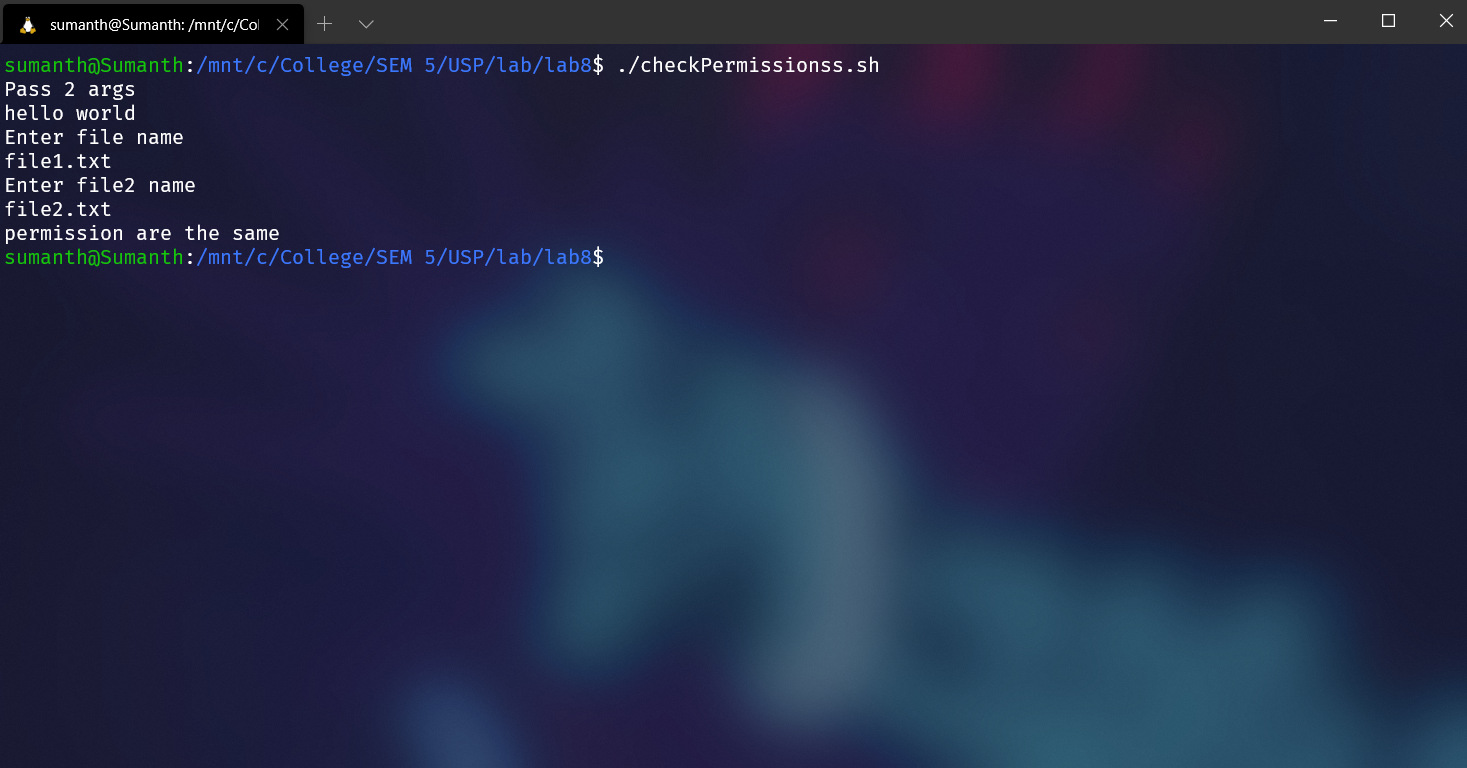 sumanth@Sumanth: /mnt/c/Col
sumanth@Sumanth:/mnt/c/College/SEM 5/USP/lab/lab8$ ./checkPermissionss.sh
Pass 2 args
hello world
Enter file name
file1.txt
Enter file2 name
file2.txt
permission are the same
sumanth@Sumanth:/mnt/c/College/SEM 5/USP/lab/lab8$